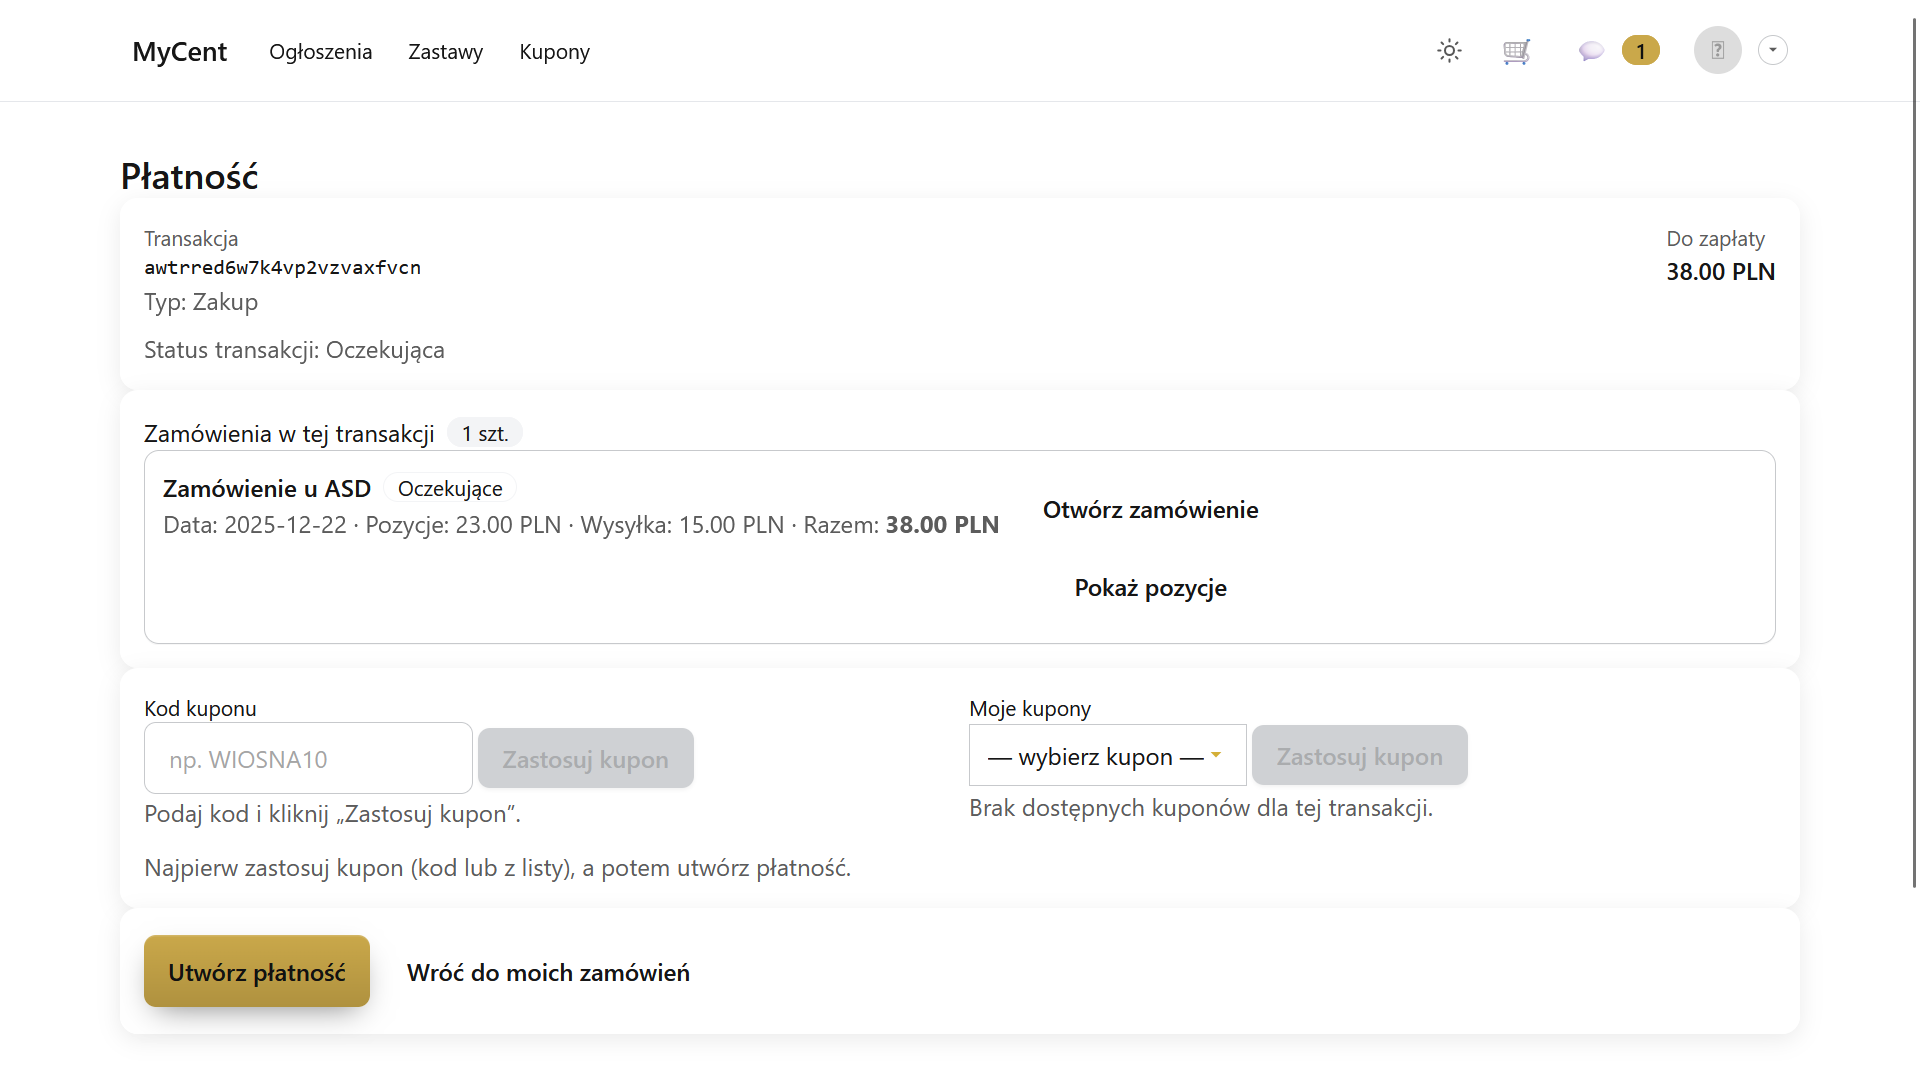 MyCent Ogłoszenia Zastawy Kupony 1
Płatność
Transakcja
awtrred6w7k4vp2vzvaxfvcn
Typ: Zakup
Status transakcji: Oczekująca
Do zapłaty
38.00 PLN
Zamówienia w tej transakcji 1 szt.
Zamówienie u ASD Oczekujące
Data: 2025-12-22 · Pozycje: 23.00 PLN · Wysyłka: 15.00 PLN · Razem: 38.00 PLN
Otwórz zamówienie
Pokaż pozycje
Kod kuponu
np. WIOSNA10 Zastosuj kupon
Podaj kod i kliknij „Zastosuj kupon”.
Moje kupony
— wybierz kupon — Zastosuj kupon
Brak dostępnych kuponów dla tej transakcji.
Najpierw zastosuj kupon (kod lub z listy), a potem utwórz płatność.
Utwórz płatność Wróć do moich zamówień